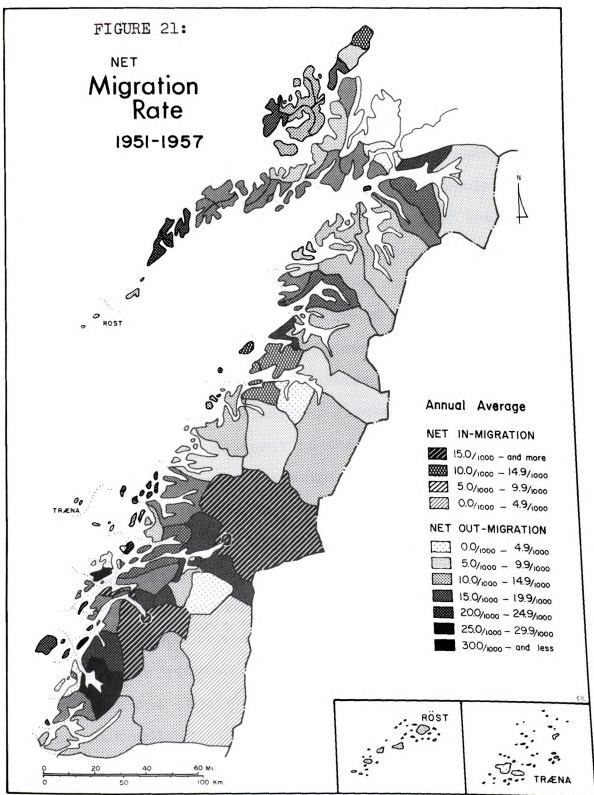 FIGURE 21:
NET
Migration
Rate
1951-1957
N
RÖST
TRÆNA
Annual Average
NET IN-MIGRATION
15.0/1000 - and more
10.0/1000 - 14.9/1000
5.0/1000 - 9.9/1000
0.0/1000 - 4.9/1000
NET OUT-MIGRATION
0.0/1000 - 4.9/1000
5.0/1000 - 9.9/1000
10.0/1000 - 14.9/1000
15.0/1000 - 19.9/1000
20.0/1000 - 24.9/1000
25.0/1000 - 29.9/1000
30.0/1000 - and less
0 20 40 60 Mi.
0 50 100 Km.
RÖST
TRÆNA